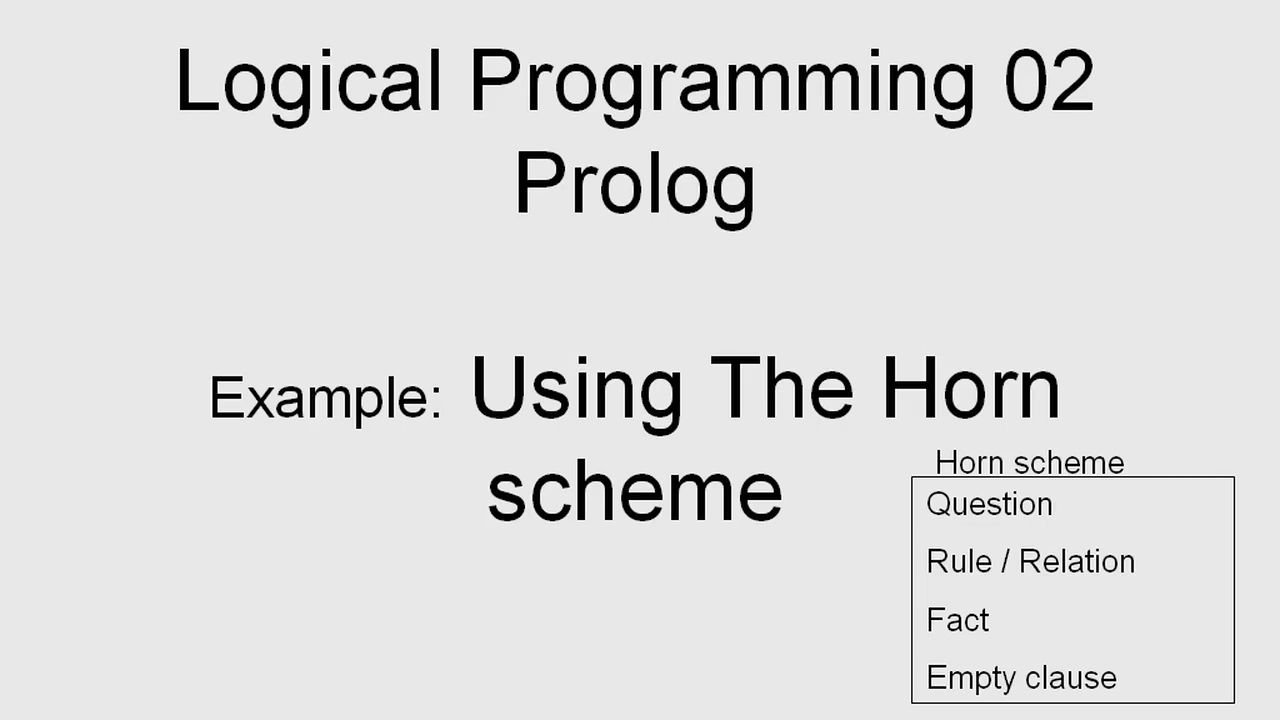 Logical Programming 02
Prolog
Example: Using The Horn
scheme
Horn scheme
Question
Rule / Relation
Fact
Empty clause